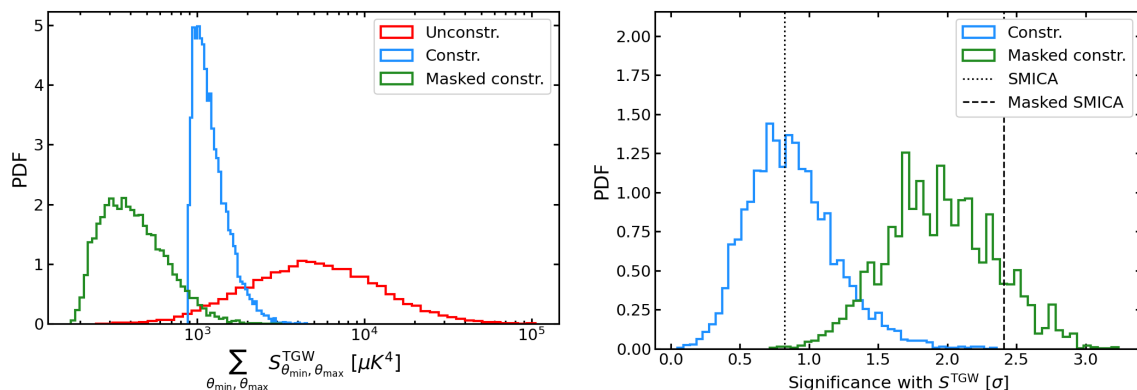 5
4
3
2
1
0
PDF
Unconstr.
Constr.
Masked constr.
10³
10⁴
10⁵
∑θmin, θmax S^TGW_θmin, θmax [μK⁴]
2.00
1.75
1.50
1.25
1.00
0.75
0.50
0.25
0.00
PDF
Constr.
Masked constr.
SMICA
Masked SMICA
0.0 0.5 1.0 1.5 2.0 2.5 3.0
Significance with S^TGW [σ]